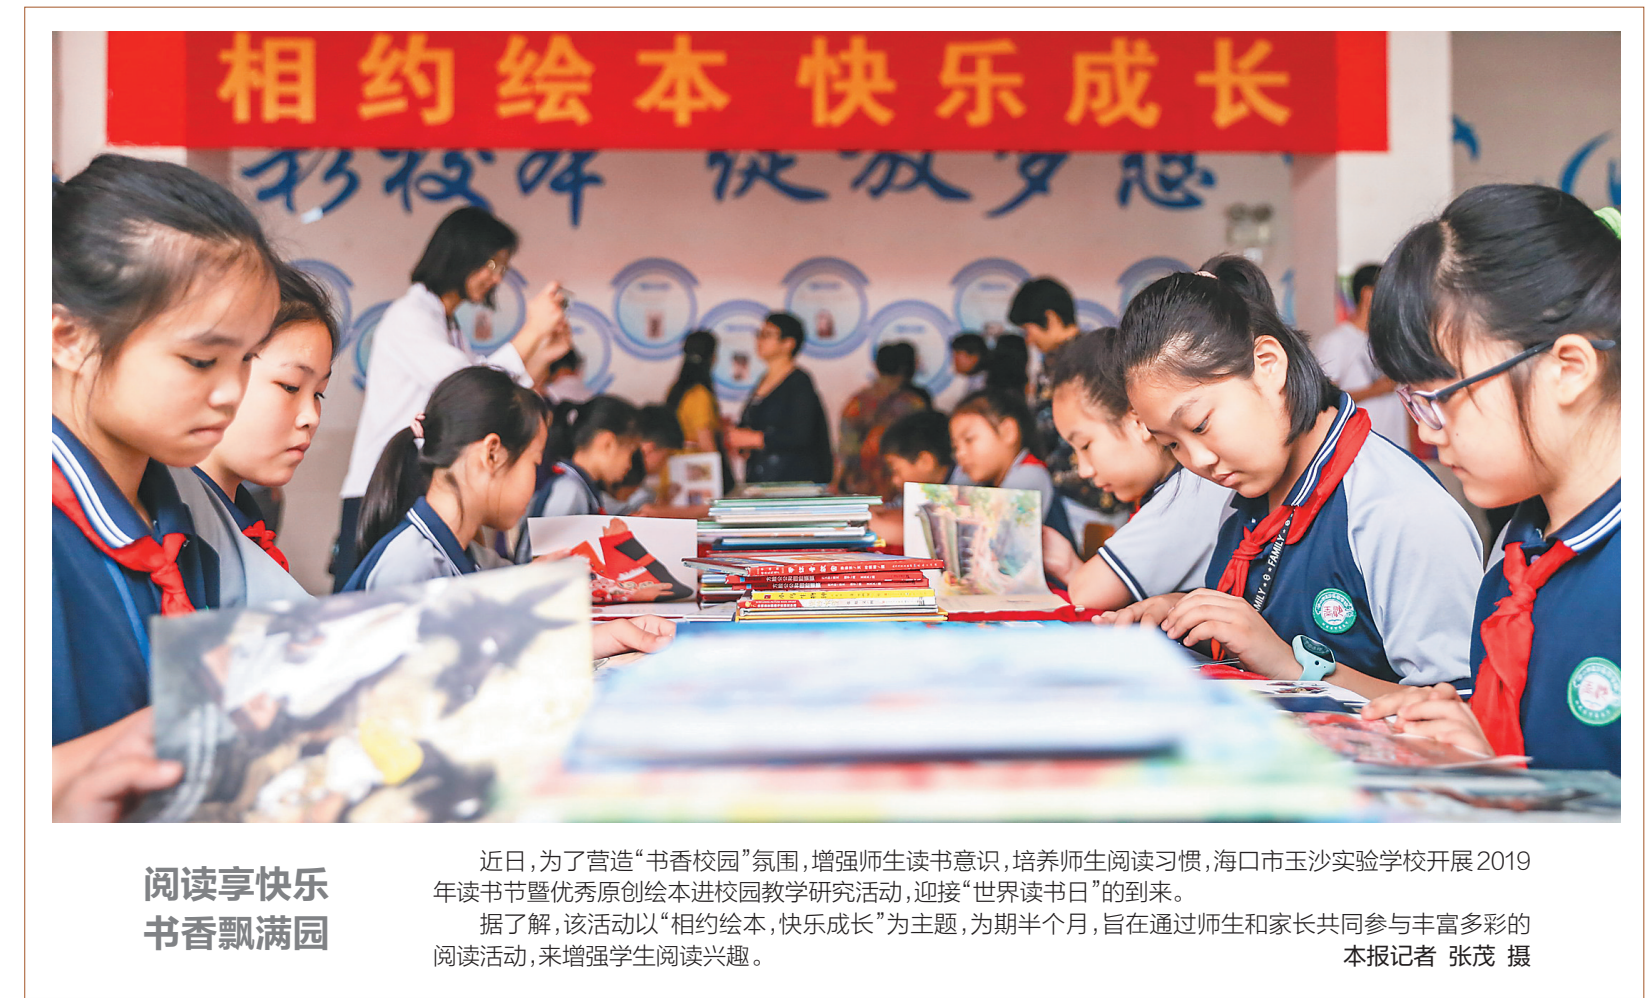 相约绘本 快乐成长
彩校园 绽放梦想
FAMILY
阅读享快乐
书香飘满园
近日，为了营造“书香校园”氛围，增强师生读书意识，培养师生阅读习惯，海口市玉沙实验学校开展2019
年读书节暨优秀原创绘本进校园教学研究活动，迎接“世界读书日”的到来。
据了解，该活动以“相约绘本，快乐成长”为主题，为期半个月，旨在通过师生和家长共同参与丰富多彩的
阅读活动，来增强学生阅读兴趣。
本报记者 张茂 摄